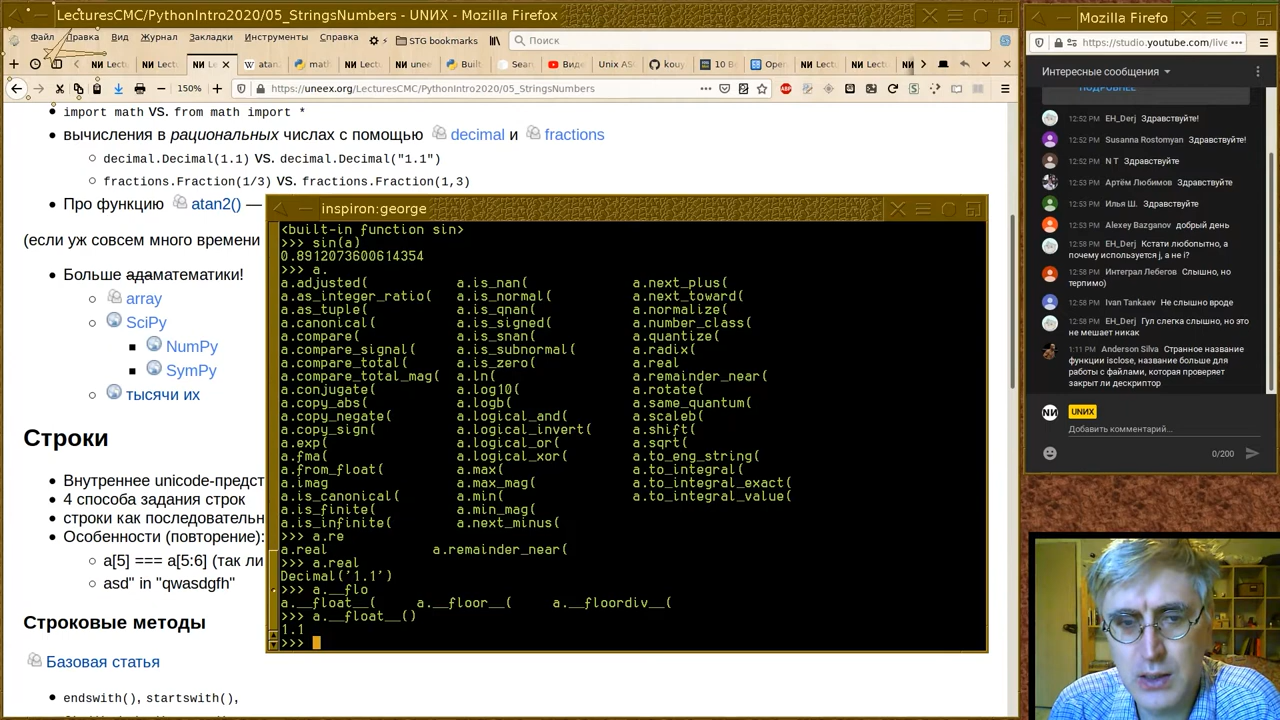 LecturesCMC/PythonIntro2020/05_StringsNumbers - UNИX - Mozilla Firefox
Файл Правка Вид Журнал Закладки Инструменты Справка STG bookmarks Поиск
150% https://uneex.org/LecturesCMC/PythonIntro2020/05_StringsNumbers
import math VS. from math import *
вычисления в рациональных числах с помощью decimal и fractions
decimal.Decimal(1.1) VS. decimal.Decimal("1.1")
fractions.Fraction(1/3) VS. fractions.Fraction(1,3)
Про функцию atan2() —
(если уж совсем много времени
Больше адаматематики!
array
SciPy
NumPy
SymPy
тысячи их
Строки
Внутреннее unicode-предст
4 способа задания строк
строки как последовательн
Особенности (повторение):
a[5] === a[5:6] (так ли
asd" in "qwasdgfh"
Строковые методы
Базовая статья
endswith(), startswith(),
inspiron:george
<built-in function sin>
>>> sin(a)
0.8912073600614354
>>> a.
a.adjusted( a.is_nan( a.next_plus(
a.as_integer_ratio( a.is_normal( a.next_toward(
a.as_tuple( a.is_qnan( a.normalize(
a.canonical( a.is_signed( a.number_class(
a.compare( a.is_snan( a.quantize(
a.compare_signal( a.is_subnormal( a.radix(
a.compare_total( a.is_zero( a.real
a.compare_total_mag( a.ln( a.remainder_near(
a.conjugate( a.log10( a.rotate(
a.copy_abs( a.logb( a.same_quantum(
a.copy_negate( a.logical_and( a.scaleb(
a.copy_sign( a.logical_invert( a.shift(
a.exp( a.logical_or( a.sqrt(
a.fma( a.logical_xor( a.to_eng_string(
a.from_float( a.max( a.to_integral(
a.imag a.max_mag( a.to_integral_exact(
a.is_canonical( a.min( a.to_integral_value(
a.is_finite( a.min_mag(
a.is_infinite( a.next_minus(
>>> a.re
a.real a.remainder_near(
>>> a.real
Decimal('1.1')
>>> a.__flo
a.__float__( a.__floor__( a.__floordiv__(
>>> a.__float__()
1.1
>>>
Mozilla Firefo
https://studio.youtube.com/live
Интересные сообщения
ПОДРОБНЕЕ
12:52 PM EH_Derj Здравствуйте!
12:52 PM Susanna Rostomyan Здравствуйте!
12:52 PM N T Здравствуйте
12:53 PM Артём Любимов Здравствуйте
12:53 PM Илья Ш. Здравствуйте
12:53 PM Alexey Bazganov добрый день
12:53 PM EH_Derj Кстати любопытно, а
почему используется j, а не i?
12:58 PM Интеграл Лебегов Слышно, но
терпимо)
12:58 PM Ivan Tankaev Не слышно вроде
12:58 PM EH_Derj Гул слегка слышно, но это
не мешает никак
1:11 PM Anderson Silva Странное название
функции isclose, название больше для
работы с файлами, которая проверяет
закрыт ли дескриптор
UNИX
Добавить комментарий...
0/200